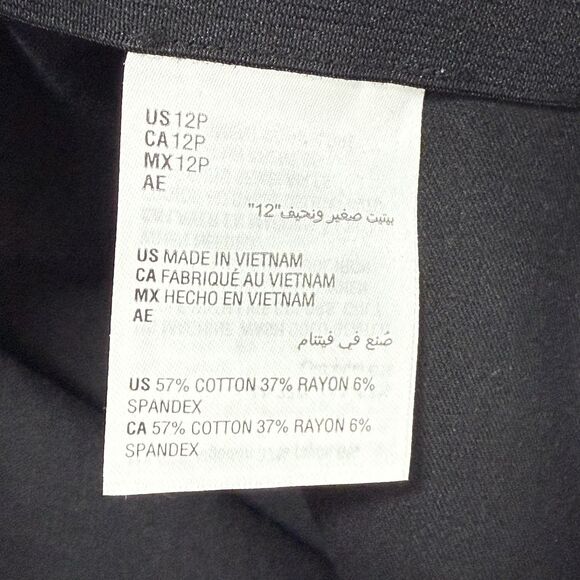 US 12P
CA 12P
MX 12P
AE
بيتيت صغير ونحيف"12"
US MADE IN VIETNAM
CA FABRIQUÉ AU VIETNAM
MX HECHO EN VIETNAM
AE
صُنع في فيتنام
US 57% COTTON 37% RAYON 6%
SPANDEX
CA 57% COTTON 37% RAYON 6%
SPANDEX